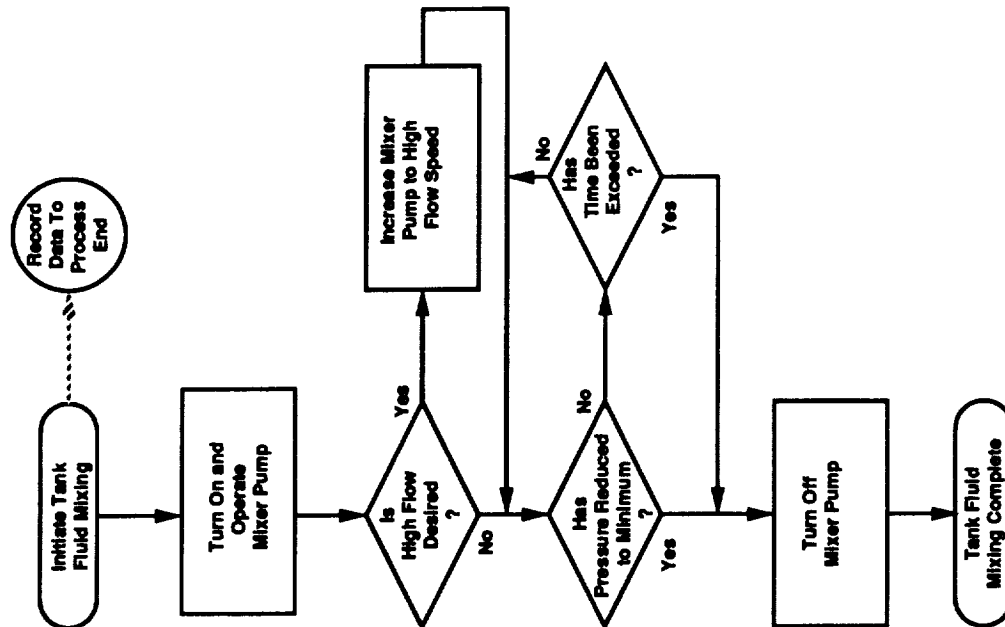 Initiate Tank
Fluid Mixing
Record
Data To
Process
End
Turn On and
Operate
Mixer Pump
Is
High Flow
Desired
?
Yes
No
Increase Mixer
Pump to High
Flow Speed
Has
Pressure Reduced
to Minimum
?
No
Yes
Has
Time Been
Exceeded
?
No
Yes
Turn Off
Mixer Pump
Tank Fluid
Mixing Complete